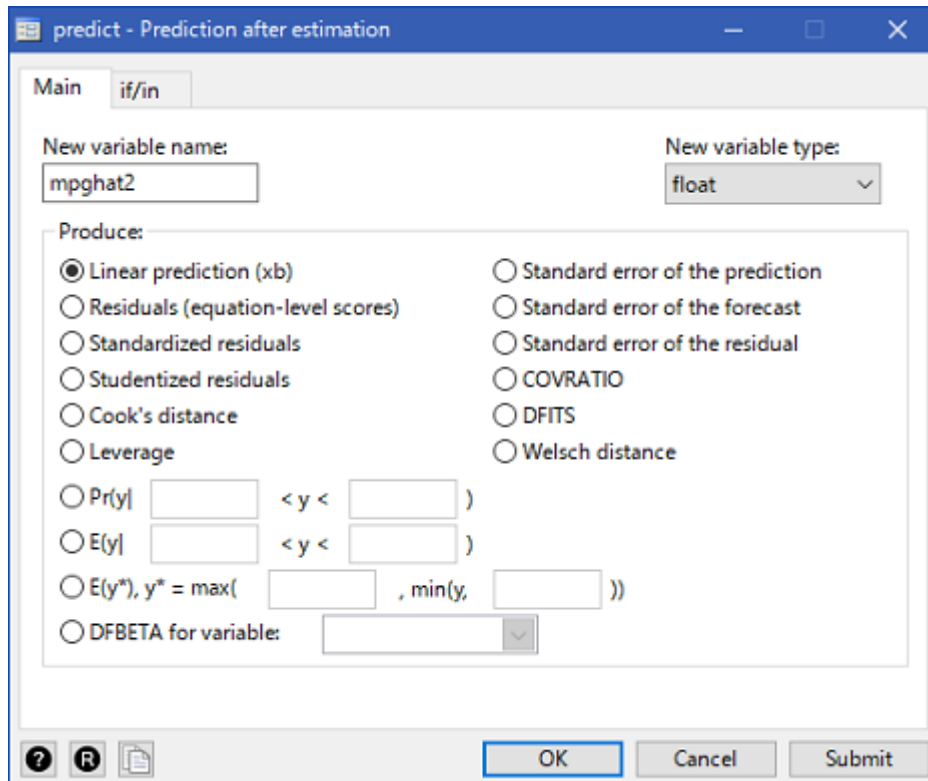 predict - Prediction after estimation
Main
if/in
New variable name:
New variable type:
mpghat2
float
Produce:
Linear prediction (xb)
Standard error of the prediction
Residuals (equation-level scores)
Standard error of the forecast
Standardized residuals
Standard error of the residual
Studentized residuals
COVRATIO
Cook's distance
DFITS
Leverage
Welsch distance
Pr(y| < y < )
E(y| < y < )
E(y*), y* = max( , min(y, ))
DFBETA for variable:
? R
OK
Cancel
Submit